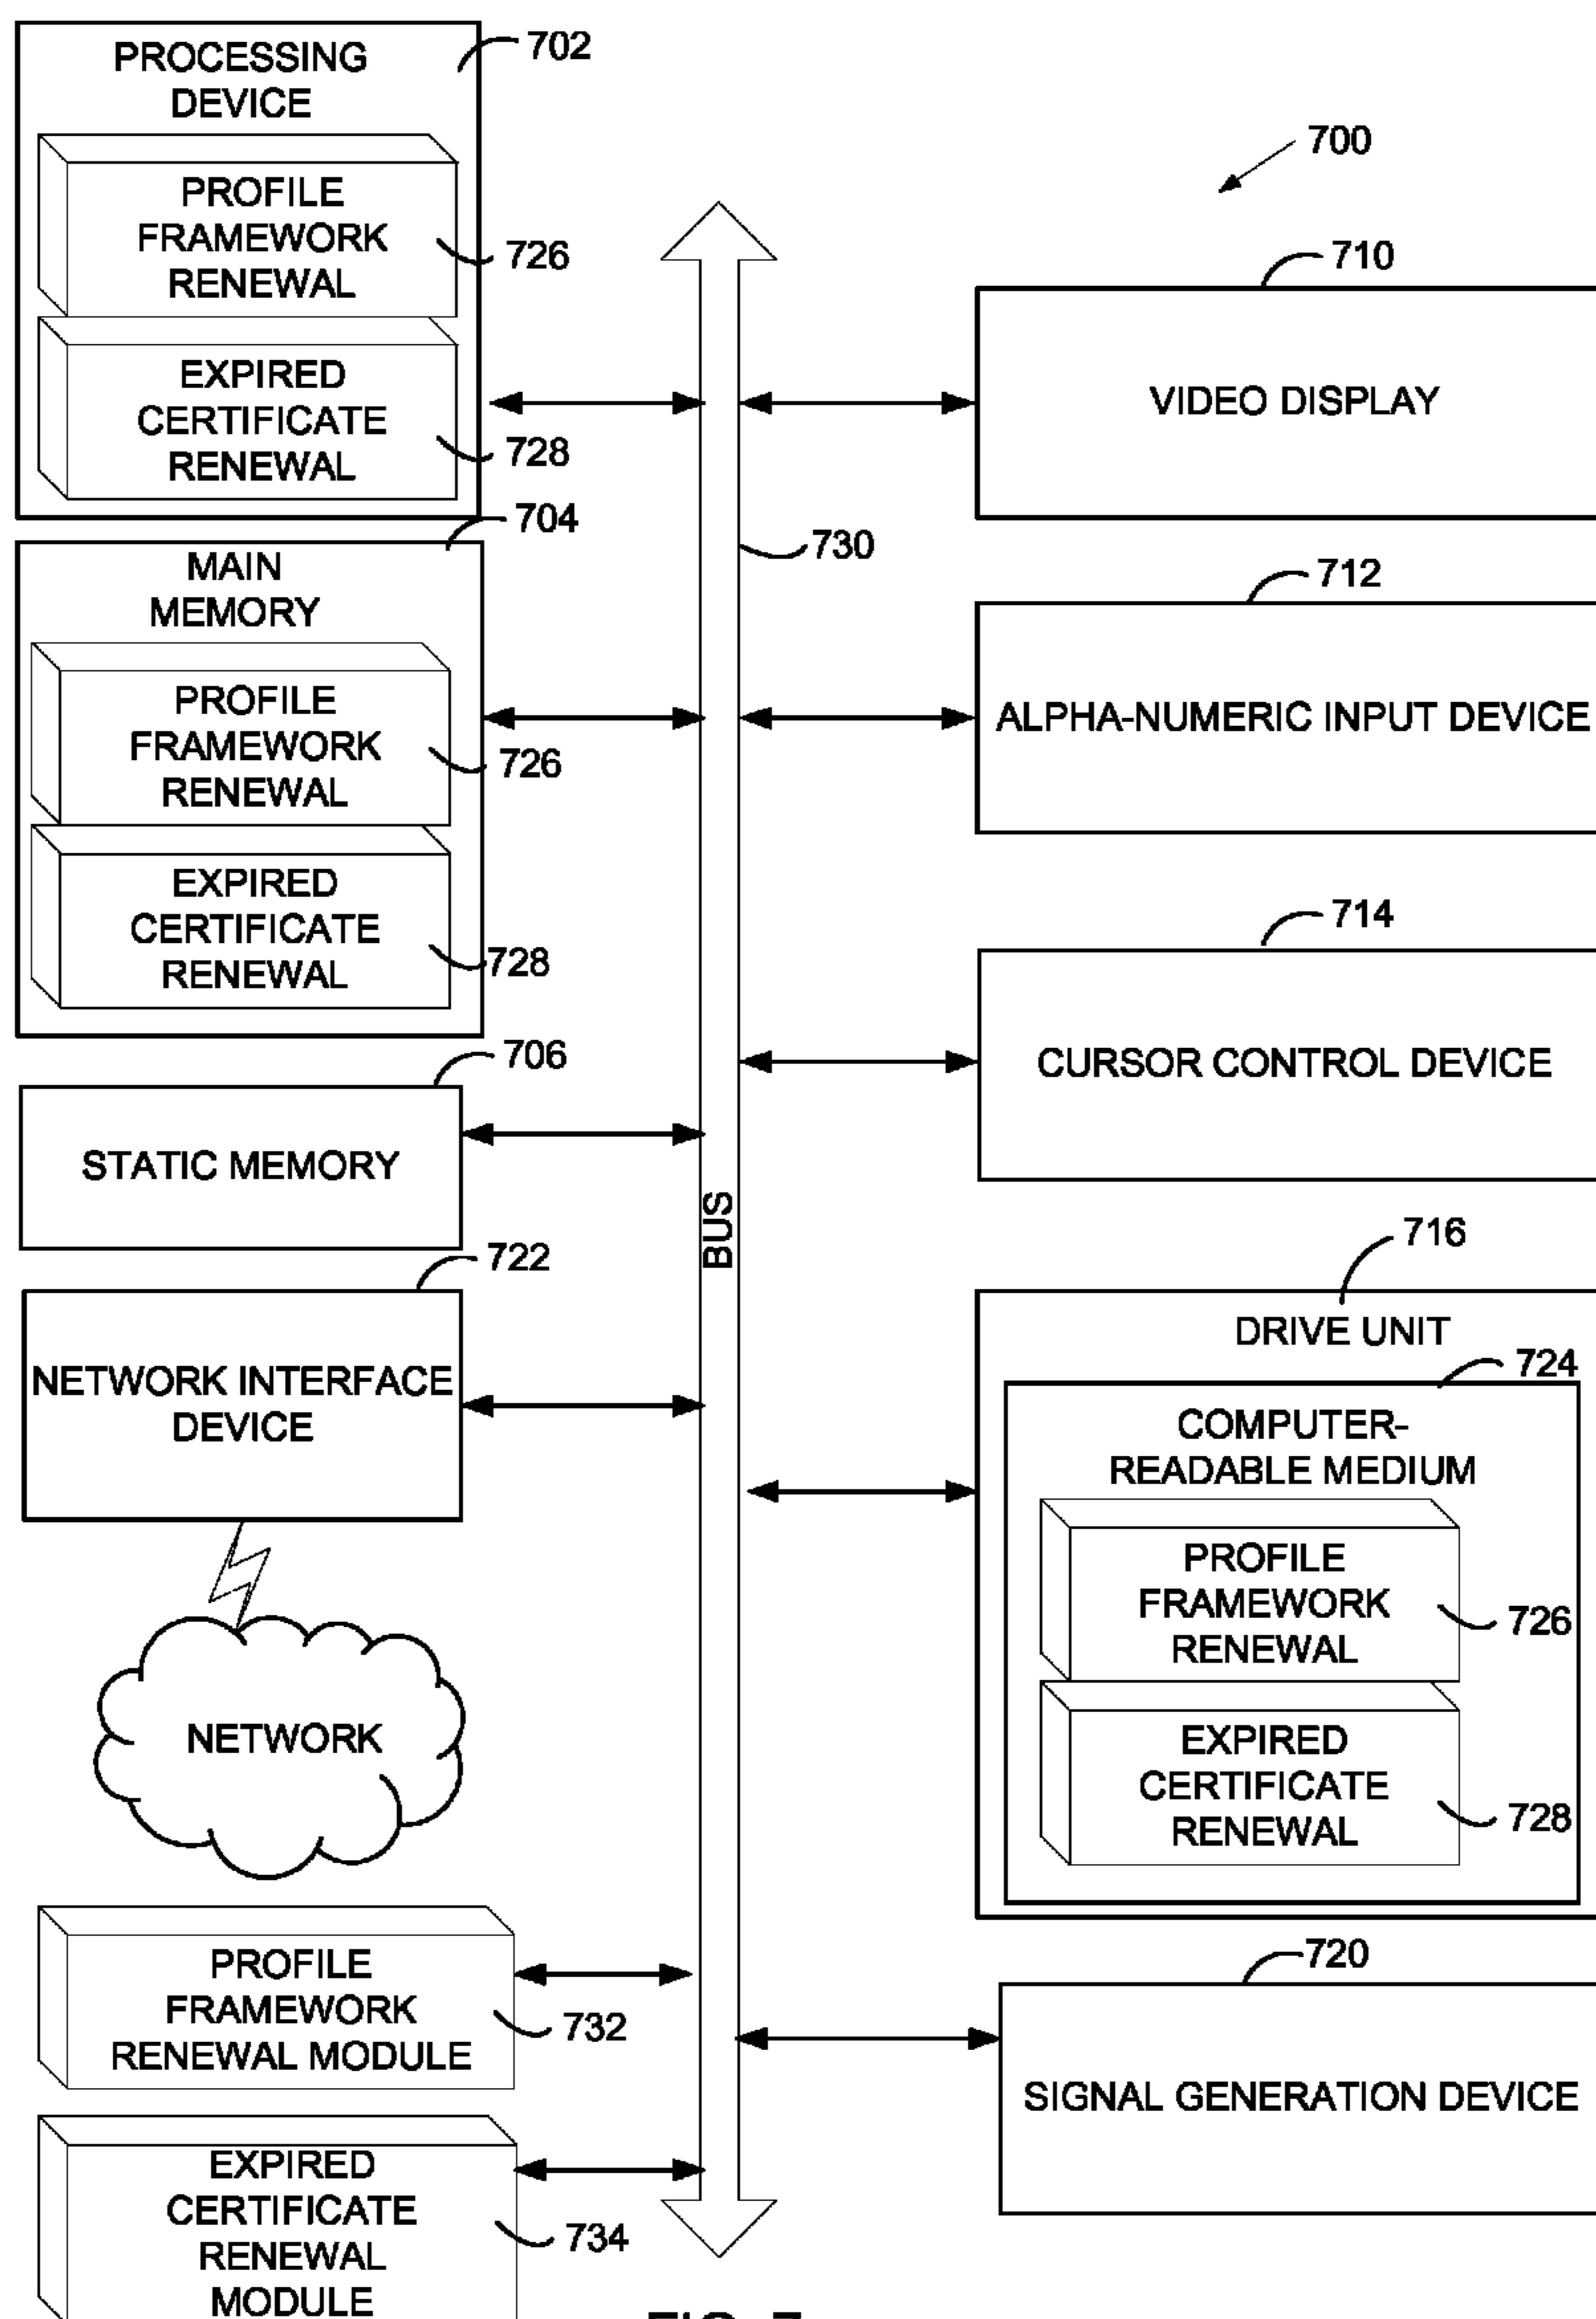 PROCESSING
DEVICE
702
PROFILE
FRAMEWORK
RENEWAL
726
EXPIRED
CERTIFICATE
RENEWAL
728
704
MAIN
MEMORY
PROFILE
FRAMEWORK
RENEWAL
726
EXPIRED
CERTIFICATE
RENEWAL
728
706
STATIC MEMORY
722
NETWORK INTERFACE
DEVICE
NETWORK
PROFILE
FRAMEWORK
RENEWAL MODULE
732
EXPIRED
CERTIFICATE
RENEWAL
MODULE
734
BUS
730
700
710
VIDEO DISPLAY
712
ALPHA-NUMERIC INPUT DEVICE
714
CURSOR CONTROL DEVICE
716
DRIVE UNIT
724
COMPUTER-
READABLE MEDIUM
PROFILE
FRAMEWORK
RENEWAL
726
EXPIRED
CERTIFICATE
RENEWAL
728
720
SIGNAL GENERATION DEVICE